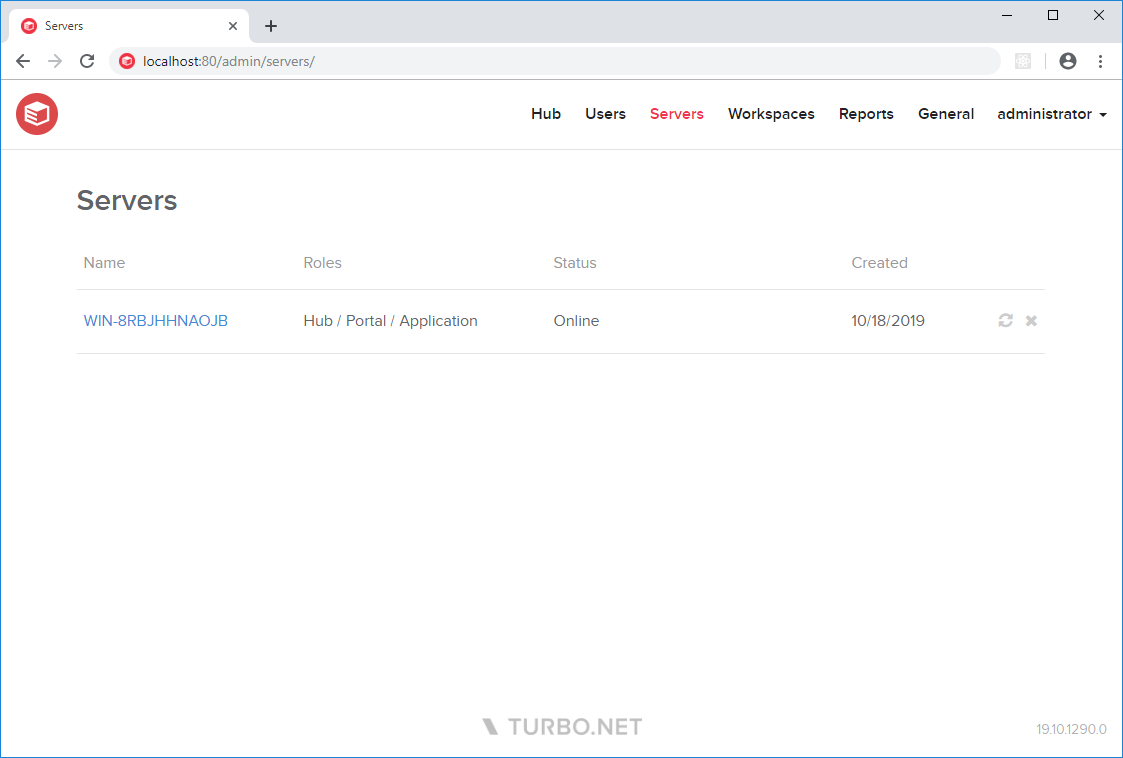 Servers
localhost:80/admin/servers/
Hub Users Servers Workspaces Reports General administrator
Servers
Name Roles Status Created
WIN-8RBJHHNAOJB Hub / Portal / Application Online 10/18/2019
TURBO.NET
19.10.1290.0